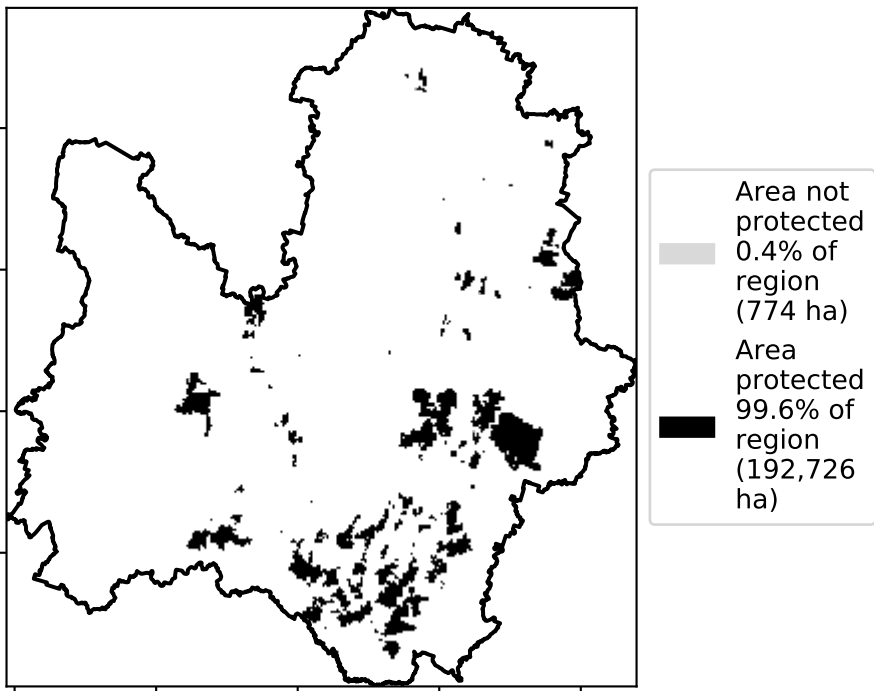 Area not
protected
0.4% of
region
(774 ha)
Area
protected
99.6% of
region
(192,726
ha)